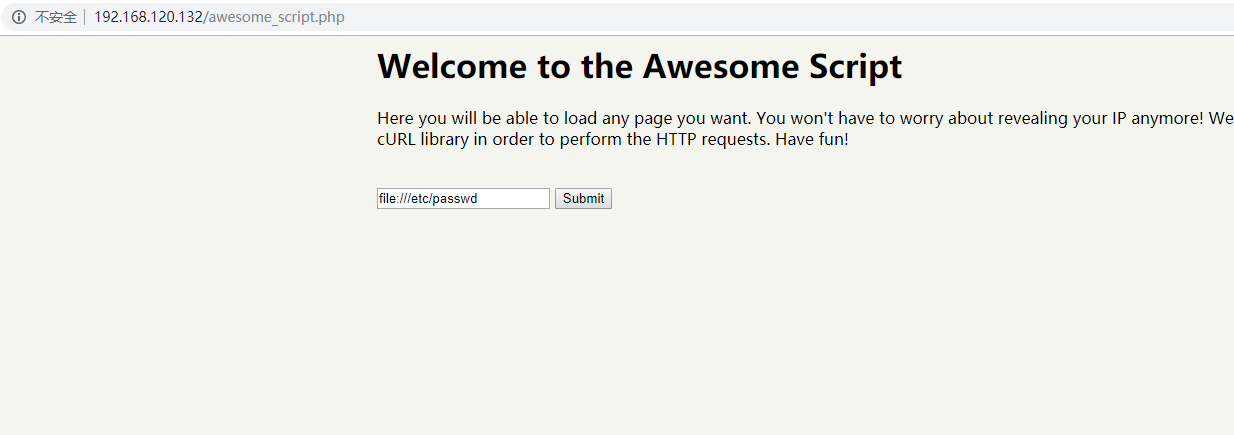 不安全 192.168.120.132/awesome_script.php
Welcome to the Awesome Script
Here you will be able to load any page you want. You won't have to worry about revealing your IP anymore! We
cURL library in order to perform the HTTP requests. Have fun!
file:///etc/passwd Submit